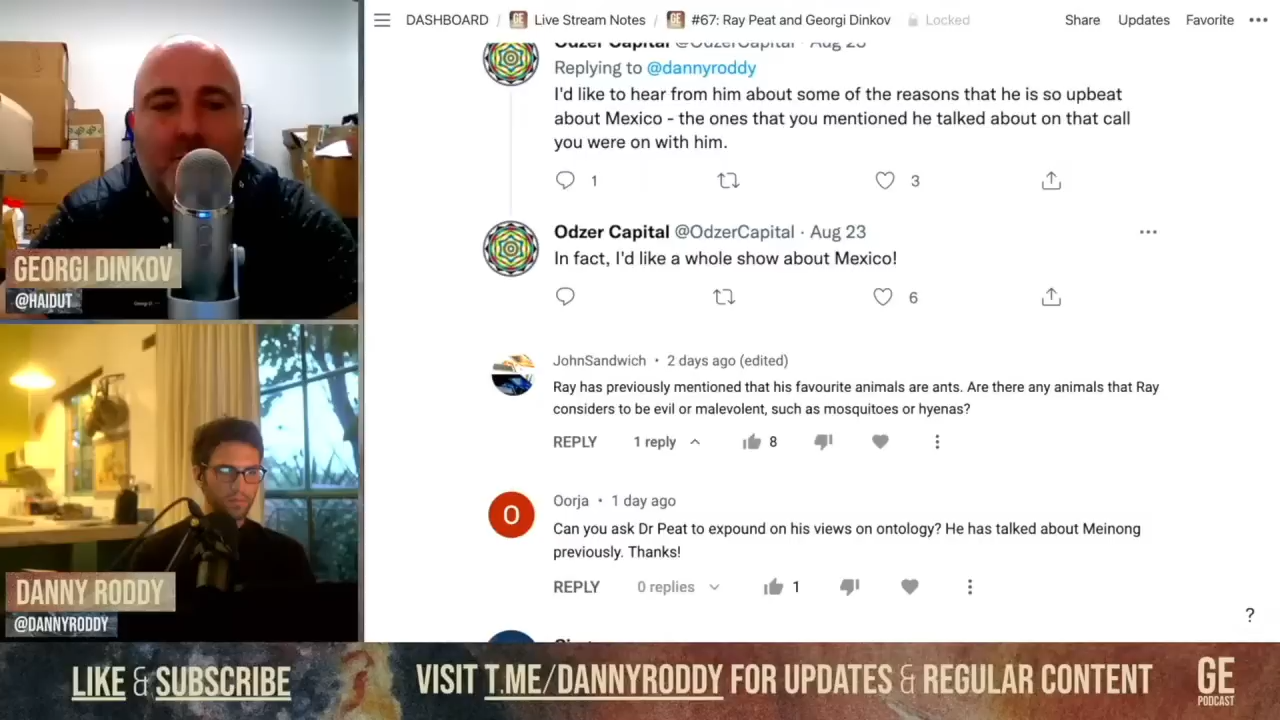 DASHBOARD / Live Stream Notes / #67: Ray Peat and Georgi Dinkov Locked Share Updates Favorite
Odzer Capital @OdzerCapital · Aug 23
Replying to @dannyroddy
I'd like to hear from him about some of the reasons that he is so upbeat
about Mexico - the ones that you mentioned he talked about on that call
you were on with him.
1 3
Odzer Capital @OdzerCapital · Aug 23
In fact, I'd like a whole show about Mexico!
6
JohnSandwich • 2 days ago (edited)
Ray has previously mentioned that his favourite animals are ants. Are there any animals that Ray
considers to be evil or malevolent, such as mosquitoes or hyenas?
REPLY 1 reply 8
O
Oorja • 1 day ago
Can you ask Dr Peat to expound on his views on ontology? He has talked about Meinong
previously. Thanks!
REPLY 0 replies 1
?
GEORGI DINKOV
@HAIDUT
DANNY RODDY
@DANNYRODDY
LIKE & SUBSCRIBE
VISIT T.ME/DANNYRODDY FOR UPDATES & REGULAR CONTENT
GE
PODCAST